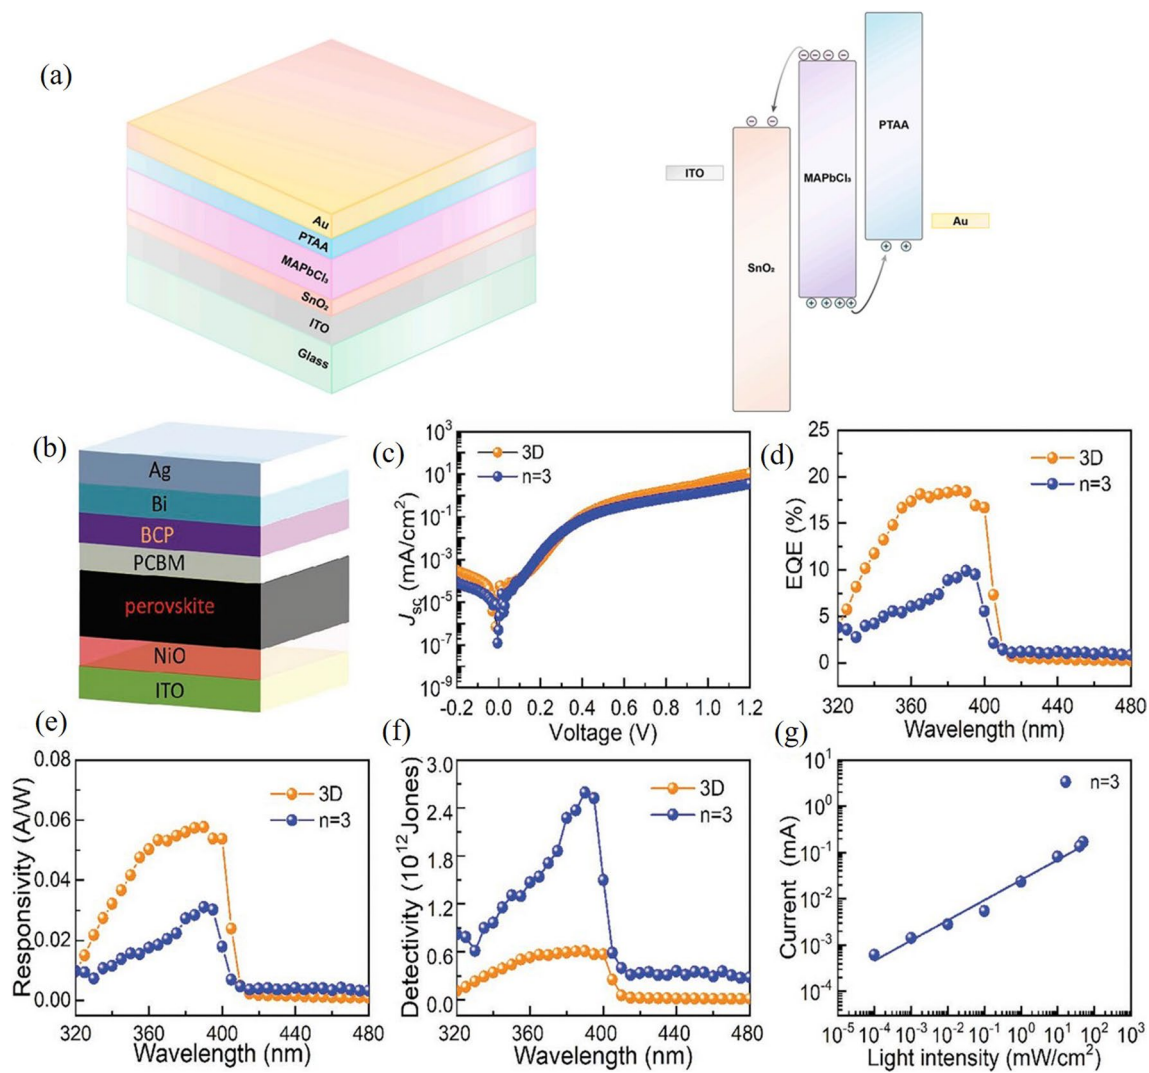 (a)
Au
PTAA
MAPbCl₃
SnO₂
ITO
Glass
ITO
SnO₂
MAPbCl₃
PTAA
Au
(b)
Ag
Bi
BCP
PCBM
perovskite
NiO
ITO
(c)
3D
n=3
J_sc (mA/cm²)
10³
10¹
10⁻¹
10⁻³
10⁻⁵
10⁻⁷
10⁻⁹
-0.2 0.0 0.2 0.4 0.6 0.8 1.0 1.2
Voltage (V)
(d)
3D
n=3
EQE (%)
25
20
15
10
5
0
320 360 400 440 480
Wavelength (nm)
(e)
3D
n=3
Responsivity (A/W)
0.08
0.06
0.04
0.02
0.00
320 360 400 440 480
Wavelength (nm)
(f)
3D
n=3
Detectivity (10¹² Jones)
3.0
2.4
1.8
1.2
0.6
0.0
320 360 400 440 480
Wavelength (nm)
(g)
n=3
Current (mA)
10¹
10⁰
10⁻¹
10⁻²
10⁻³
10⁻⁴
10⁻⁵ 10⁻⁴ 10⁻³ 10⁻² 10⁻¹ 10⁰ 10¹ 10² 10³
Light intensity (mW/cm²)